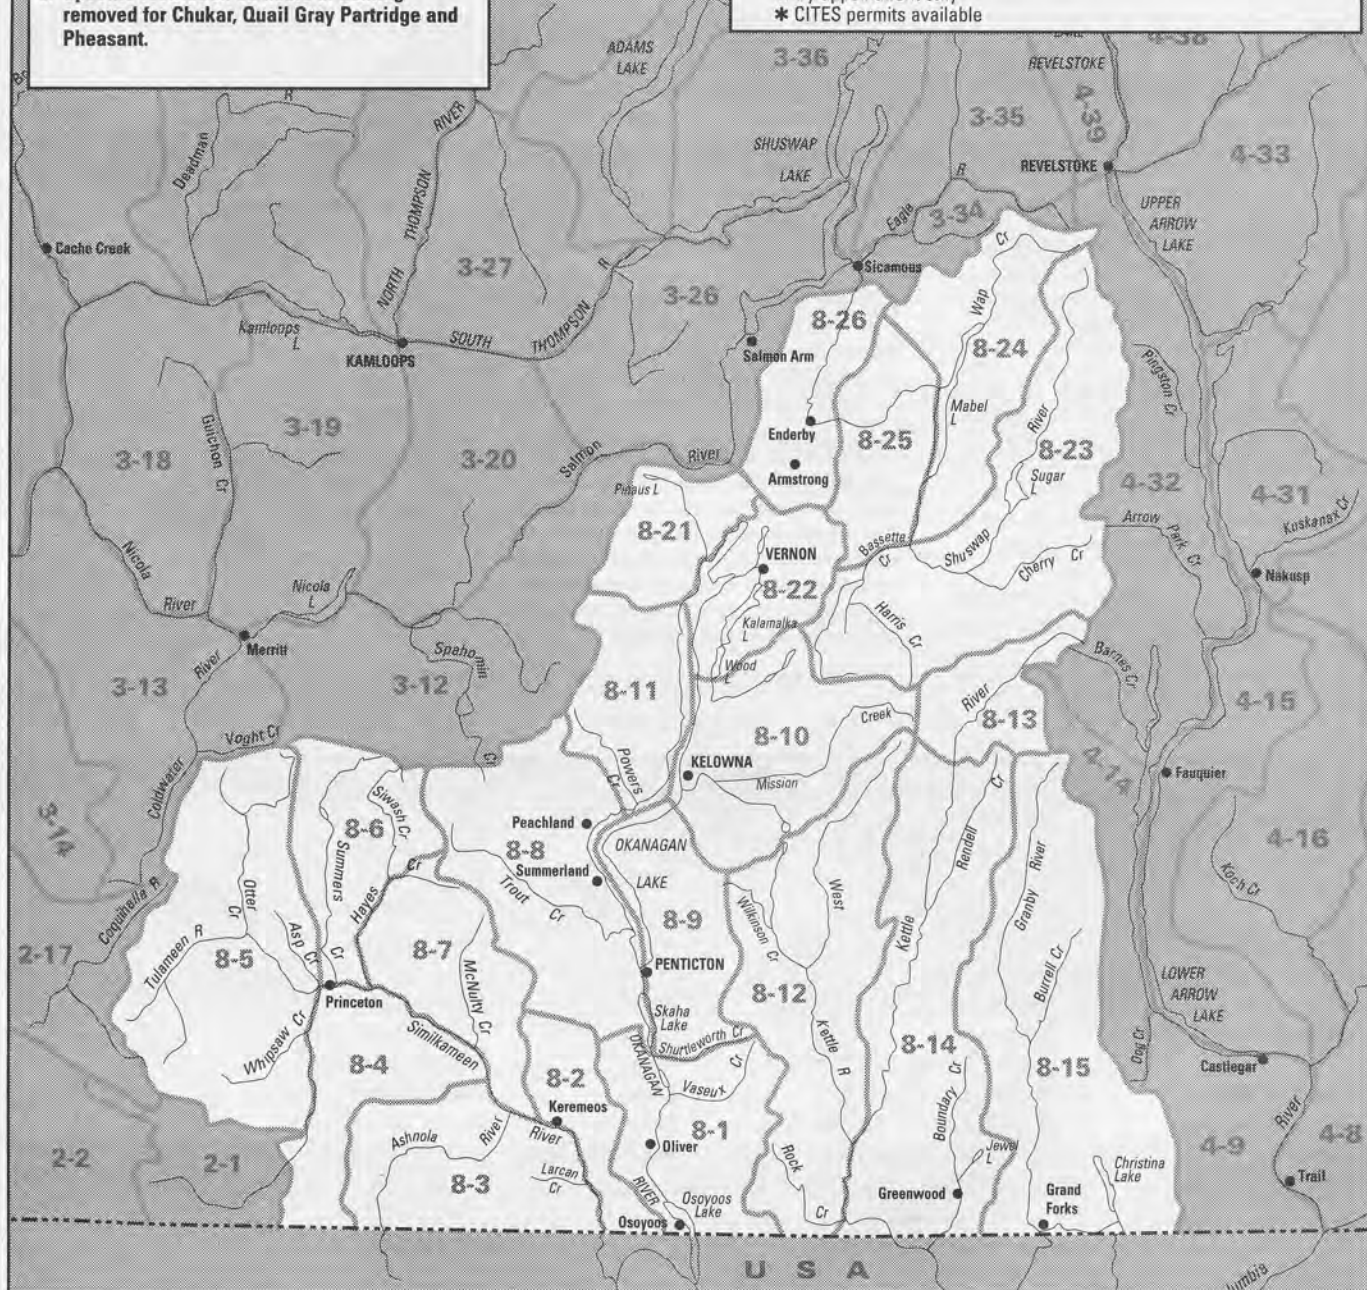 removed for Chukar, Quail Gray Partridge and
Pheasant.
✱ CITES permits available
ADAMS
LAKE
3-36
REVELSTOKE
4-38
4-39
3-35
4-33
R
RIVER
Deadman
SHUSWAP
LAKE
REVELSTOKE
R
UPPER
ARROW
LAKE
THOMPSON
NORTH
Eagle
3-34
Cr
Cache Creek
3-27
R
Sicamous
3-26
Wap
8-26
Kamloops
L
SOUTH
THOMPSON
KAMLOOPS
Salmon Arm
8-24
Pingston Cr
Mabel
L
River
Guichon Cr
3-19
Enderby
8-25
8-23
3-18
3-20
Salmon
River
Armstrong
Sugar
L
4-32
4-31
Pinaus L
Kuskanax Cr
8-21
Arrow
Park Cr
Nicola
VERNON
Bassette
Cr
Shuswap
Cherry Cr
Nakusp
Nicola
L
8-22
River
Kalamalka
L
Harris
Cr
Merritt
Spahomin
Cr
Barnes Cr
River
Wood
L
3-13
3-12
8-11
River
8-13
4-15
Creek
Voght Cr
8-10
Powers
Cr
KELOWNA
Mission
4-14
Fauquier
Coldwater
Siwash Cr
Cr
3-14
8-6
Peachland
OKANAGAN
4-16
Summers
Cr
8-8
Summerland
LAKE
Rendell
River
Granby
Koch Cr
Otter
Cr
Hayes
Cr
Trout
Cr
West
Coquihalla R
Asp
Cr
8-9
Wilkinson Cr
Kettle
2-17
Tulameen R
8-5
8-7
McNulty Cr
PENTICTON
Burrell Cr
LOWER
ARROW
LAKE
Princeton
8-12
Skaha
Lake
Whipsaw Cr
Similkameen
Shuttleworth Cr
Kettle
R
8-14
Dog Cr
8-4
OKANAGAN
Cr
Castlegar
8-2
Vaseux
Boundary
Cr
8-15
Keremeos
River
River
8-1
River
Ashnola
Oliver
Jewel
L
2-2
4-9
4-8
2-1
Larcan
Cr
Rock
Christina
Lake
8-3
RIVER
Trail
Greenwood
Grand
Forks
Osoyoos
Lake
Osoyoos
Cr
U S A